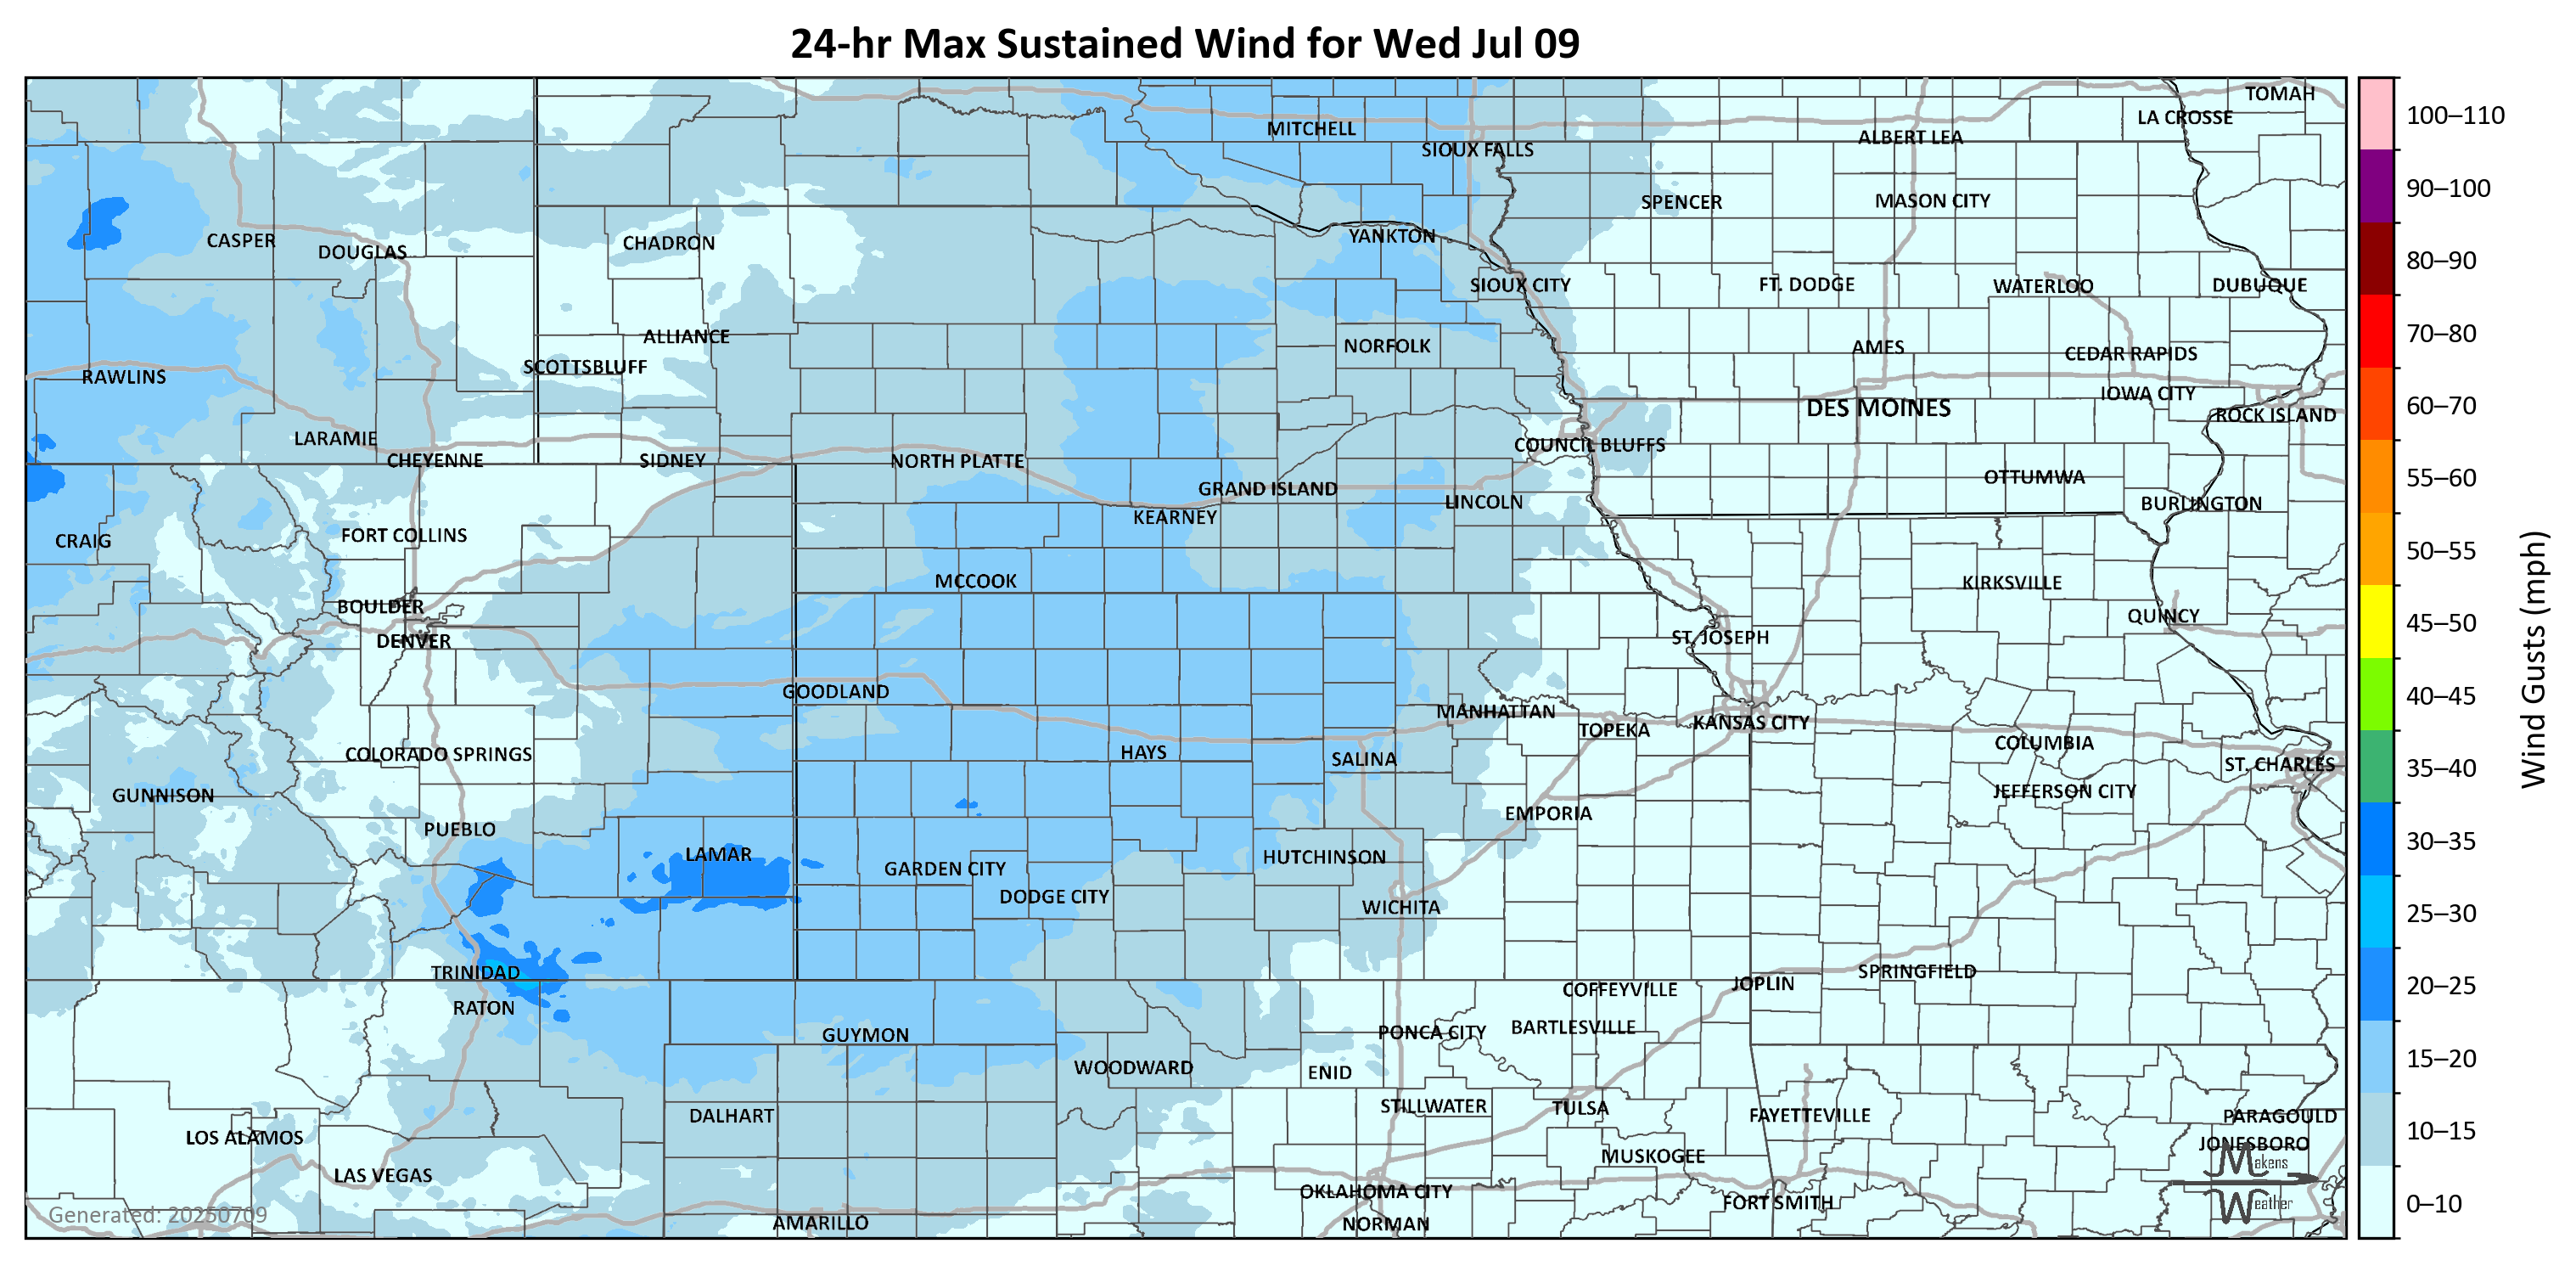 24-hr Max Sustained Wind for Wed Jul 09
TOMAH
LA CROSSE
MITCHELL
ALBERT LEA
SIOUX FALLS
SPENCER
MASON CITY
CASPER
DOUGLAS
CHADRON
YANKTON
SIOUX CITY
FT. DODGE
WATERLOO
DUBUQUE
ALLIANCE
NORFOLK
AMES
CEDAR RAPIDS
SCOTTSBLUFF
RAWLINS
IOWA CITY
DES MOINES
ROCK ISLAND
LARAMIE
COUNCIL BLUFFS
CHEYENNE
SIDNEY
NORTH PLATTE
OTTUMWA
GRAND ISLAND
LINCOLN
BURLINGTON
KEARNEY
CRAIG
FORT COLLINS
MCCOOK
KIRKSVILLE
BOULDER
QUINCY
DENVER
ST. JOSEPH
GOODLAND
MANHATTAN
TOPEKA
KANSAS CITY
COLUMBIA
COLORADO SPRINGS
HAYS
SALINA
ST. CHARLES
GUNNISON
JEFFERSON CITY
EMPORIA
PUEBLO
LAMAR
HUTCHINSON
GARDEN CITY
DODGE CITY
WICHITA
TRINIDAD
SPRINGFIELD
JOPLIN
COFFEYVILLE
RATON
BARTLESVILLE
GUYMON
PONCA CITY
WOODWARD
ENID
STILLWATER
TULSA
DALHART
FAYETTEVILLE
PARAGOULD
LOS ALAMOS
JONESBORO
MUSKOGEE
LAS VEGAS
OKLAHOMA CITY
FORT SMITH
AMARILLO
NORMAN
Generated: 20250709
Makens
Weather
100–110
90–100
80–90
70–80
60–70
55–60
50–55
45–50
40–45
35–40
30–35
25–30
20–25
15–20
10–15
0–10
Wind Gusts (mph)